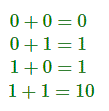 0 + 0 = 0
0 + 1 = 1
1 + 0 = 1
1 + 1 = 10